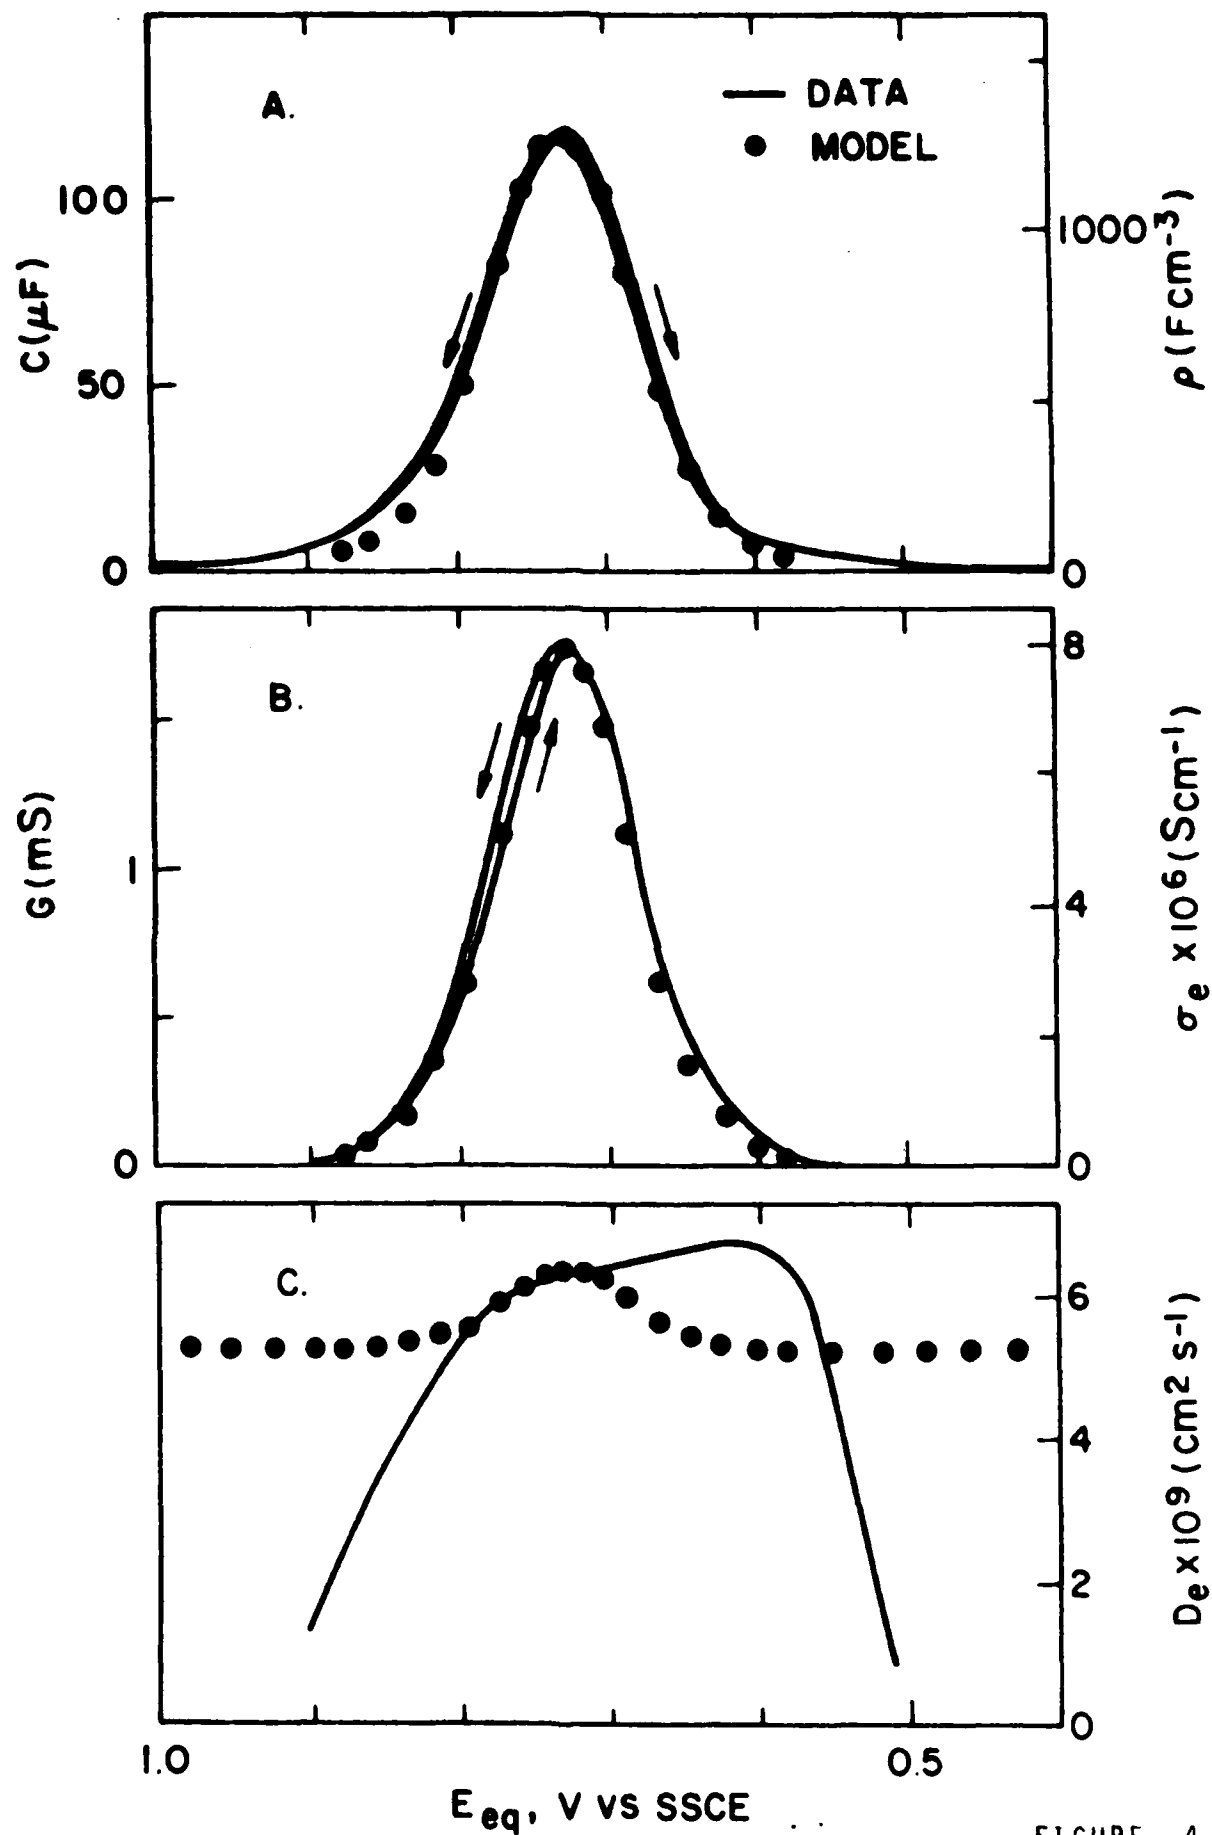 A.
— DATA
● MODEL
100
50
0
C(μF)
1000
0
ρ(Fcm⁻³)
B.
1
0
G(mS)
8
4
0
σe x10⁶(Scm⁻¹)
C.
6
4
2
0
De x10⁹(cm² s⁻¹)
1.0
0.5
Eeq, V VS SSCE
FIGURE 4